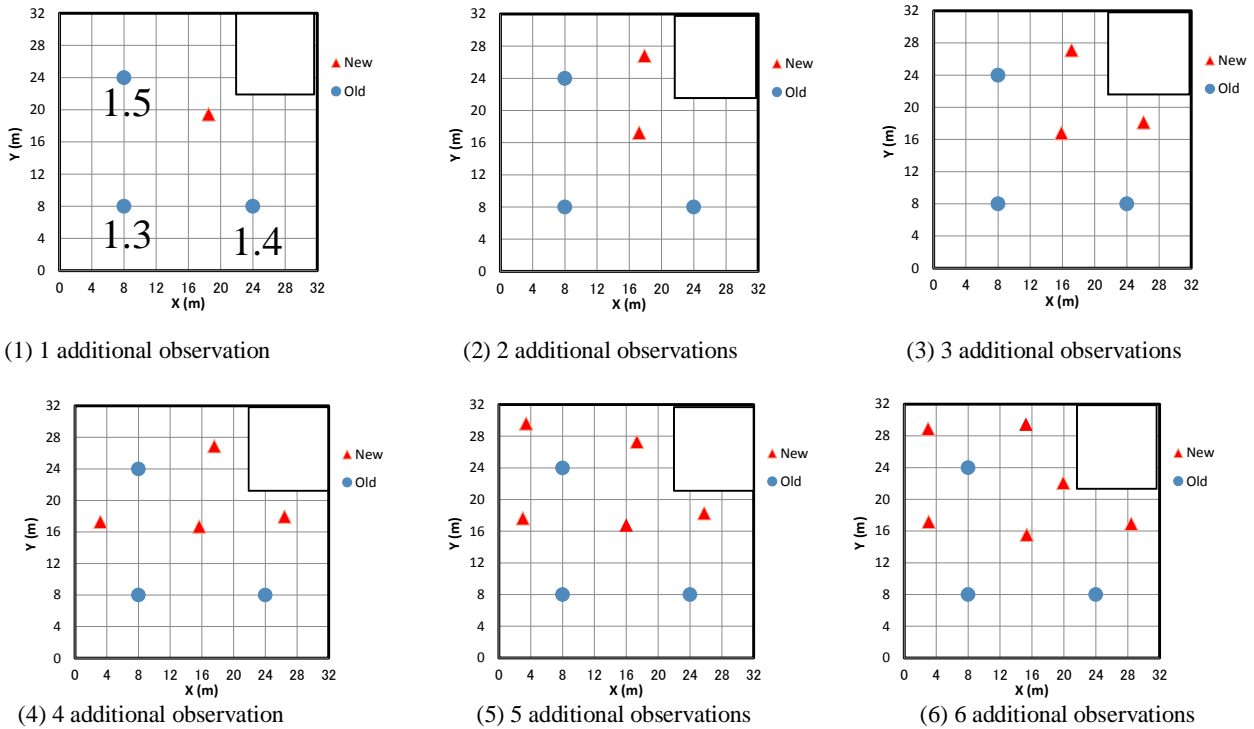 32
28
24
20
16
12
8
4
0
Y (m)
1.5
1.3
1.4
0 4 8 12 16 20 24 28 32
X (m)
New
Old
(1) 1 additional observation
32
28
24
20
16
12
8
4
0
Y (m)
0 4 8 12 16 20 24 28 32
X (m)
New
Old
(2) 2 additional observations
32
28
24
20
16
12
8
4
0
Y (m)
0 4 8 12 16 20 24 28 32
X (m)
New
Old
(3) 3 additional observations
32
28
24
20
16
12
8
4
0
Y (m)
0 4 8 12 16 20 24 28 32
X (m)
New
Old
(4) 4 additional observation
32
28
24
20
16
12
8
4
0
Y (m)
0 4 8 12 16 20 24 28 32
X (m)
New
Old
(5) 5 additional observations
32
28
24
20
16
12
8
4
0
Y (m)
0 4 8 12 16 20 24 28 32
X (m)
New
Old
(6) 6 additional observations